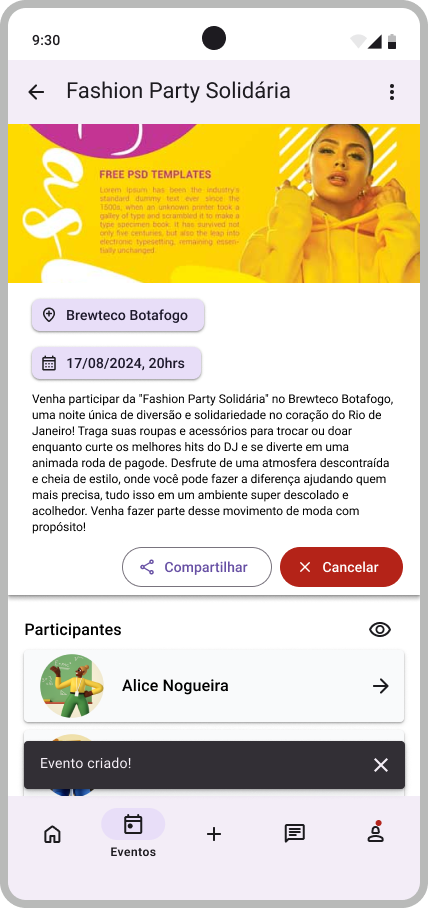 9:30
Fashion Party Solidária
FREE PSD TEMPLATES
Lorem Ipsum has been the industry's
standard dummy text ever since the
1500s, when an unknown printer took a
galley of type and scrambled it to make a
type specimen book. it has survived not
only five centuries, but also the leap into
electronic typesetting, remaining essen-
tially unchanged.
Brewteco Botafogo
17/08/2024, 20hrs
Venha participar da "Fashion Party Solidária" no Brewteco Botafogo,
uma noite única de diversão e solidariedade no coração do Rio de
Janeiro! Traga suas roupas e acessórios para trocar ou doar
enquanto curte os melhores hits do DJ e se diverte em uma
animada roda de pagode. Desfrute de uma atmosfera descontraída
e cheia de estilo, onde você pode fazer a diferença ajudando quem
mais precisa, tudo isso em um ambiente super descolado e
acolhedor. Venha fazer parte desse movimento de moda com
propósito!
Compartilhar
Cancelar
Participantes
Alice Nogueira
Evento criado!
Eventos